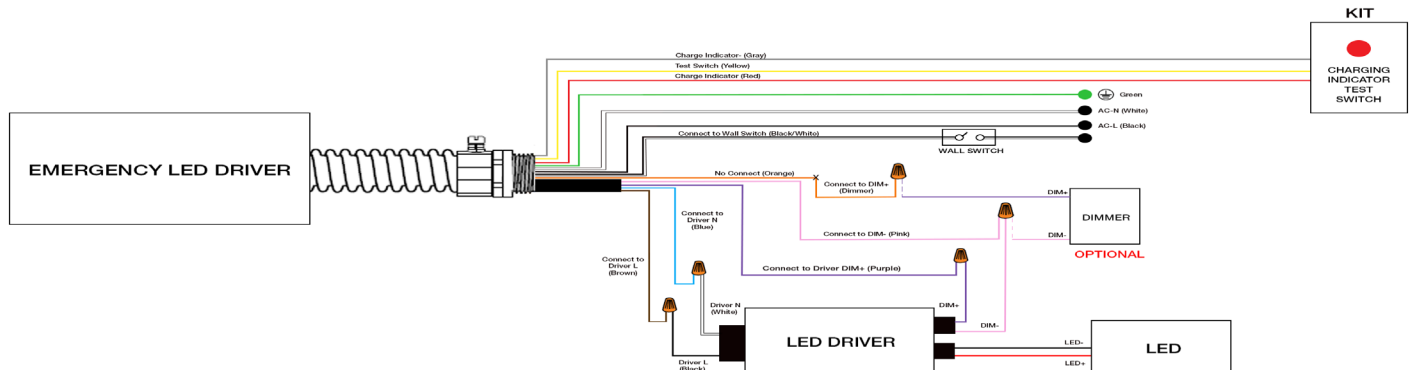 KIT
CHARGING
INDICATOR
TEST
SWITCH
Charge Indicator- (Gray)
Test Switch (Yellow)
Charge Indicator (Red)
Green
AC-N (White)
AC-L (Black)
Connect to Wall Switch (Black/White)
WALL SWITCH
EMERGENCY LED DRIVER
No Connect (Orange)
x
Connect to DIM+
(Dimmer)
DIM+
DIMMER
DIM-
OPTIONAL
Connect to
Driver N
(Blue)
Connect to DIM- (Pink)
Connect to
Driver L
(Brown)
Connect to Driver DIM+ (Purple)
Driver N
(White)
DIM+
DIM-
LED DRIVER
LED-
LED+
LED
Driver L
(Black)